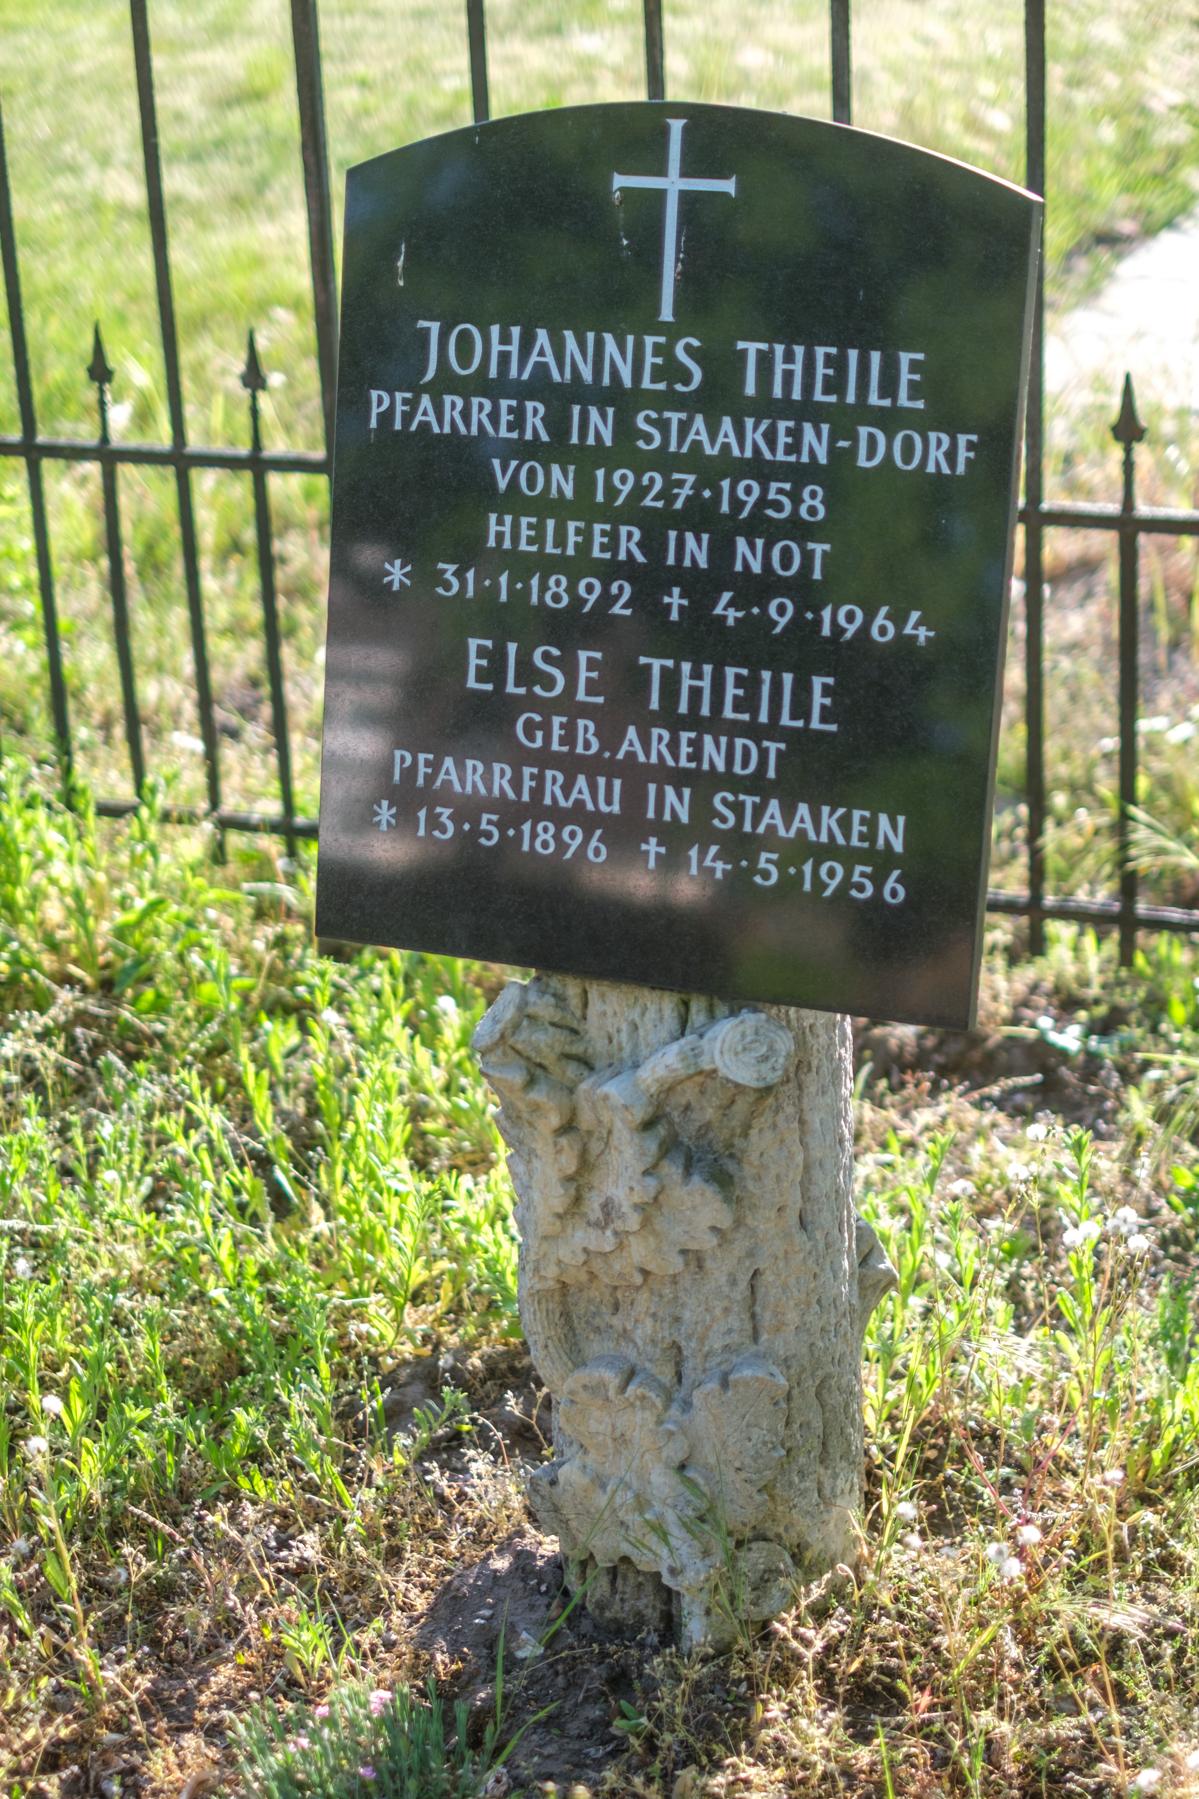 JOHANNES THEILE
PFARRER IN STAAKEN-DORF
VON 1927·1958
HELFER IN NOT
* 31·1·1892 † 4·9·1964
ELSE THEILE
GEB. ARENDT
PFARRFRAU IN STAAKEN
* 13·5·1896 † 14·5·1956